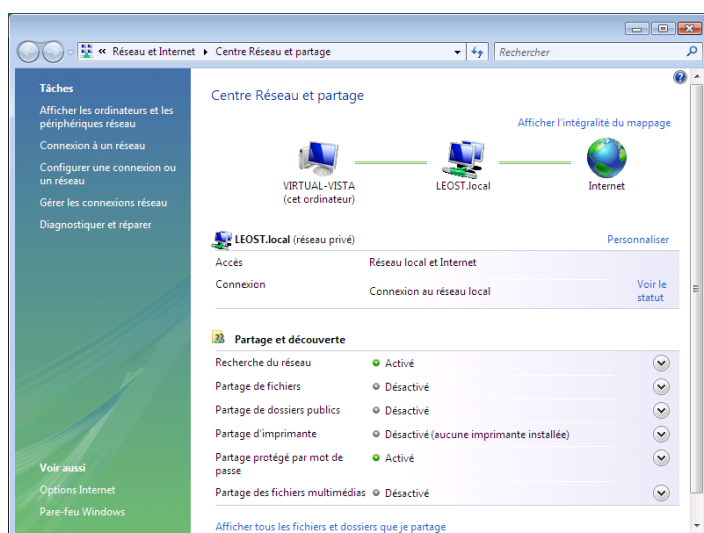 « Réseau et Internet ▸ Centre Réseau et partage
Rechercher
Tâches
Afficher les ordinateurs et les
périphériques réseau
Connexion à un réseau
Configurer une connexion ou
un réseau
Gérer les connexions réseau
Diagnostiquer et réparer
Voir aussi
Options Internet
Pare-feu Windows
Centre Réseau et partage
Afficher l'intégralité du mappage
VIRTUAL-VISTA
(cet ordinateur)
LEOST.local
Internet
LEOST.local (réseau privé)
Personnaliser
Accès
Réseau local et Internet
Connexion
Connexion au réseau local
Voir le
statut
Partage et découverte
Recherche du réseau
Activé
Partage de fichiers
Désactivé
Partage de dossiers publics
Désactivé
Partage d'imprimante
Désactivé (aucune imprimante installée)
Partage protégé par mot de
passe
Activé
Partage des fichiers multimédias
Désactivé
Afficher tous les fichiers et dossiers que je partage